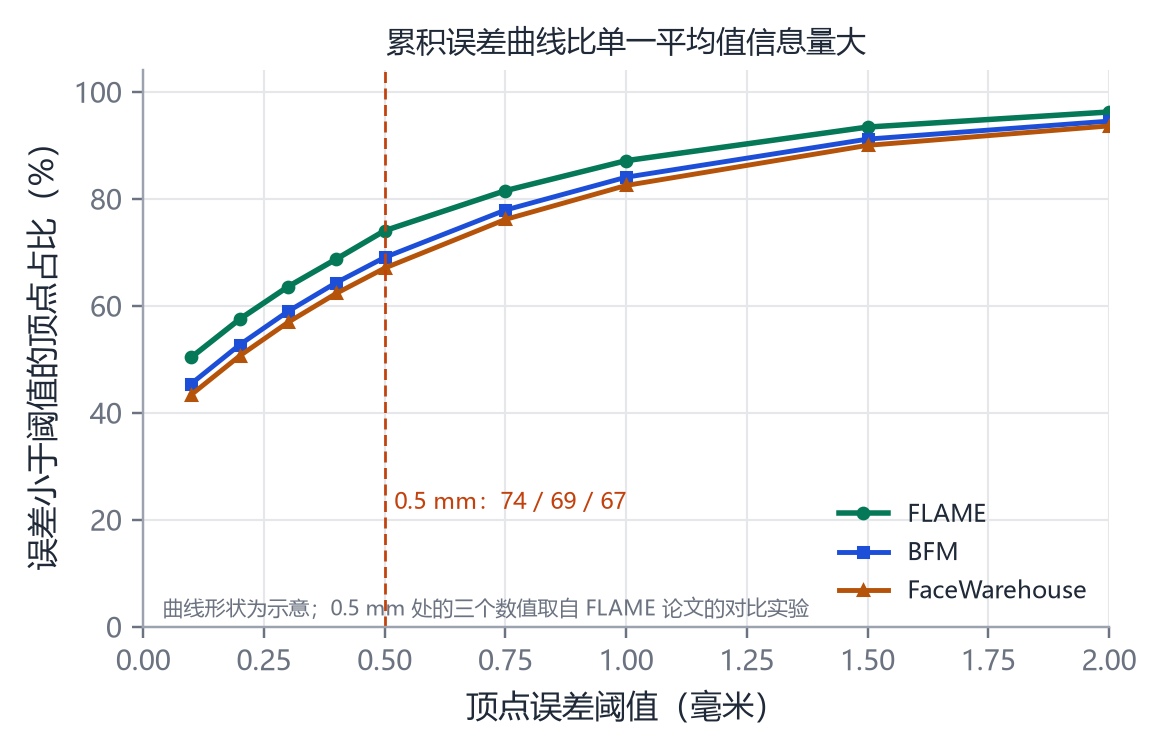 累积误差曲线比单一平均值信息量大
误差小于阈值的顶点占比（%）
100
80
60
40
20
0
0.5 mm：74 / 69 / 67
FLAME
BFM
FaceWarehouse
曲线形状为示意；0.5 mm 处的三个数值取自 FLAME 论文的对比实验
0.00 0.25 0.50 0.75 1.00 1.25 1.50 1.75 2.00
顶点误差阈值（毫米）